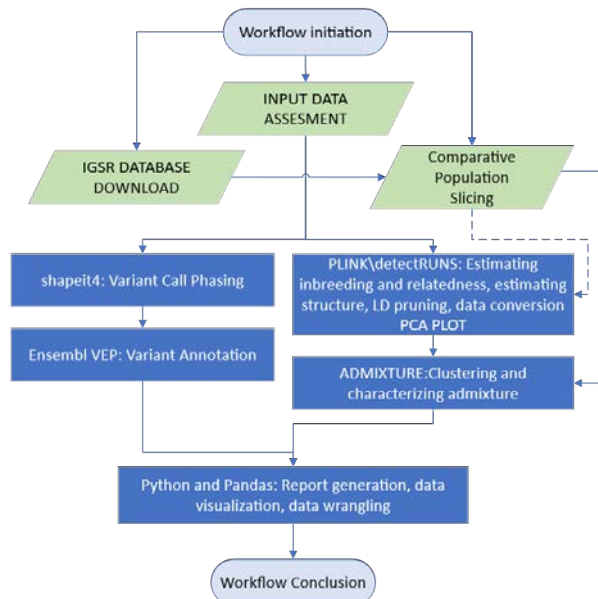 Workflow initiation
INPUT DATA
ASSESMENT
IGSR DATABASE
DOWNLOAD
Comparative
Population
Slicing
shapeit4: Variant Call Phasing
PLINK\detectRUNS: Estimating
inbreeding and relatedness, estimating
structure, LD pruning, data conversion
PCA PLOT
Ensembl VEP: Variant Annotation
ADMIXTURE:Clustering and
characterizing admixture
Python and Pandas: Report generation, data
visualization, data wrangling
Workflow Conclusion